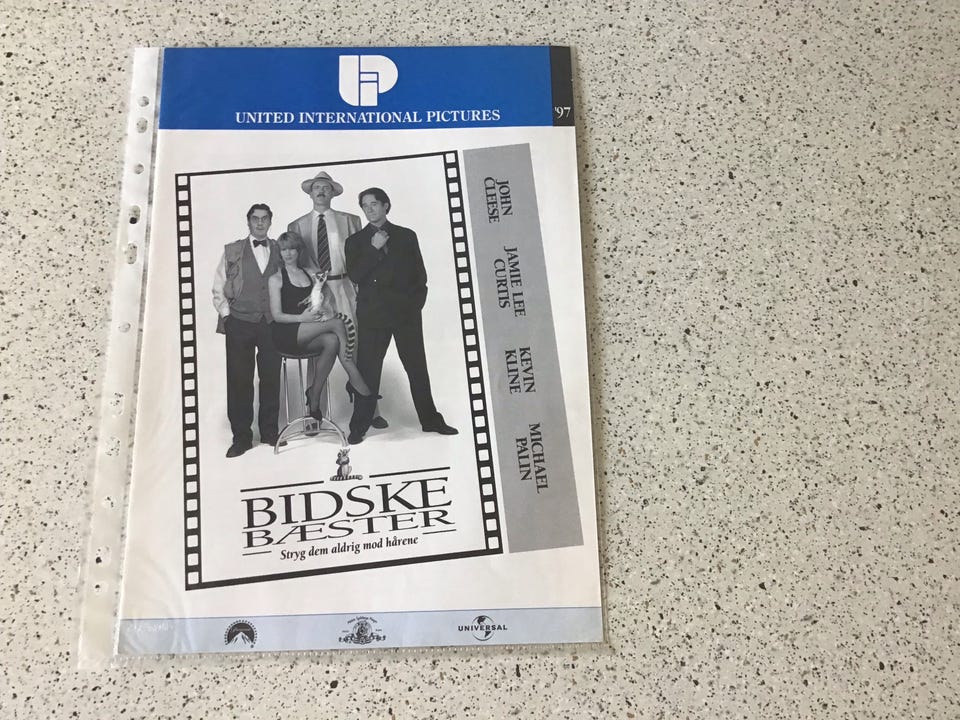 UNITED INTERNATIONAL PICTURES
'97
JOHN
CLEESE
JAMIE LEE
CURTIS
KEVIN
KLINE
MICHAEL
PALIN
BIDSKE
BÆSTER
Stryg dem aldrig mod hårene
UNIVERSAL